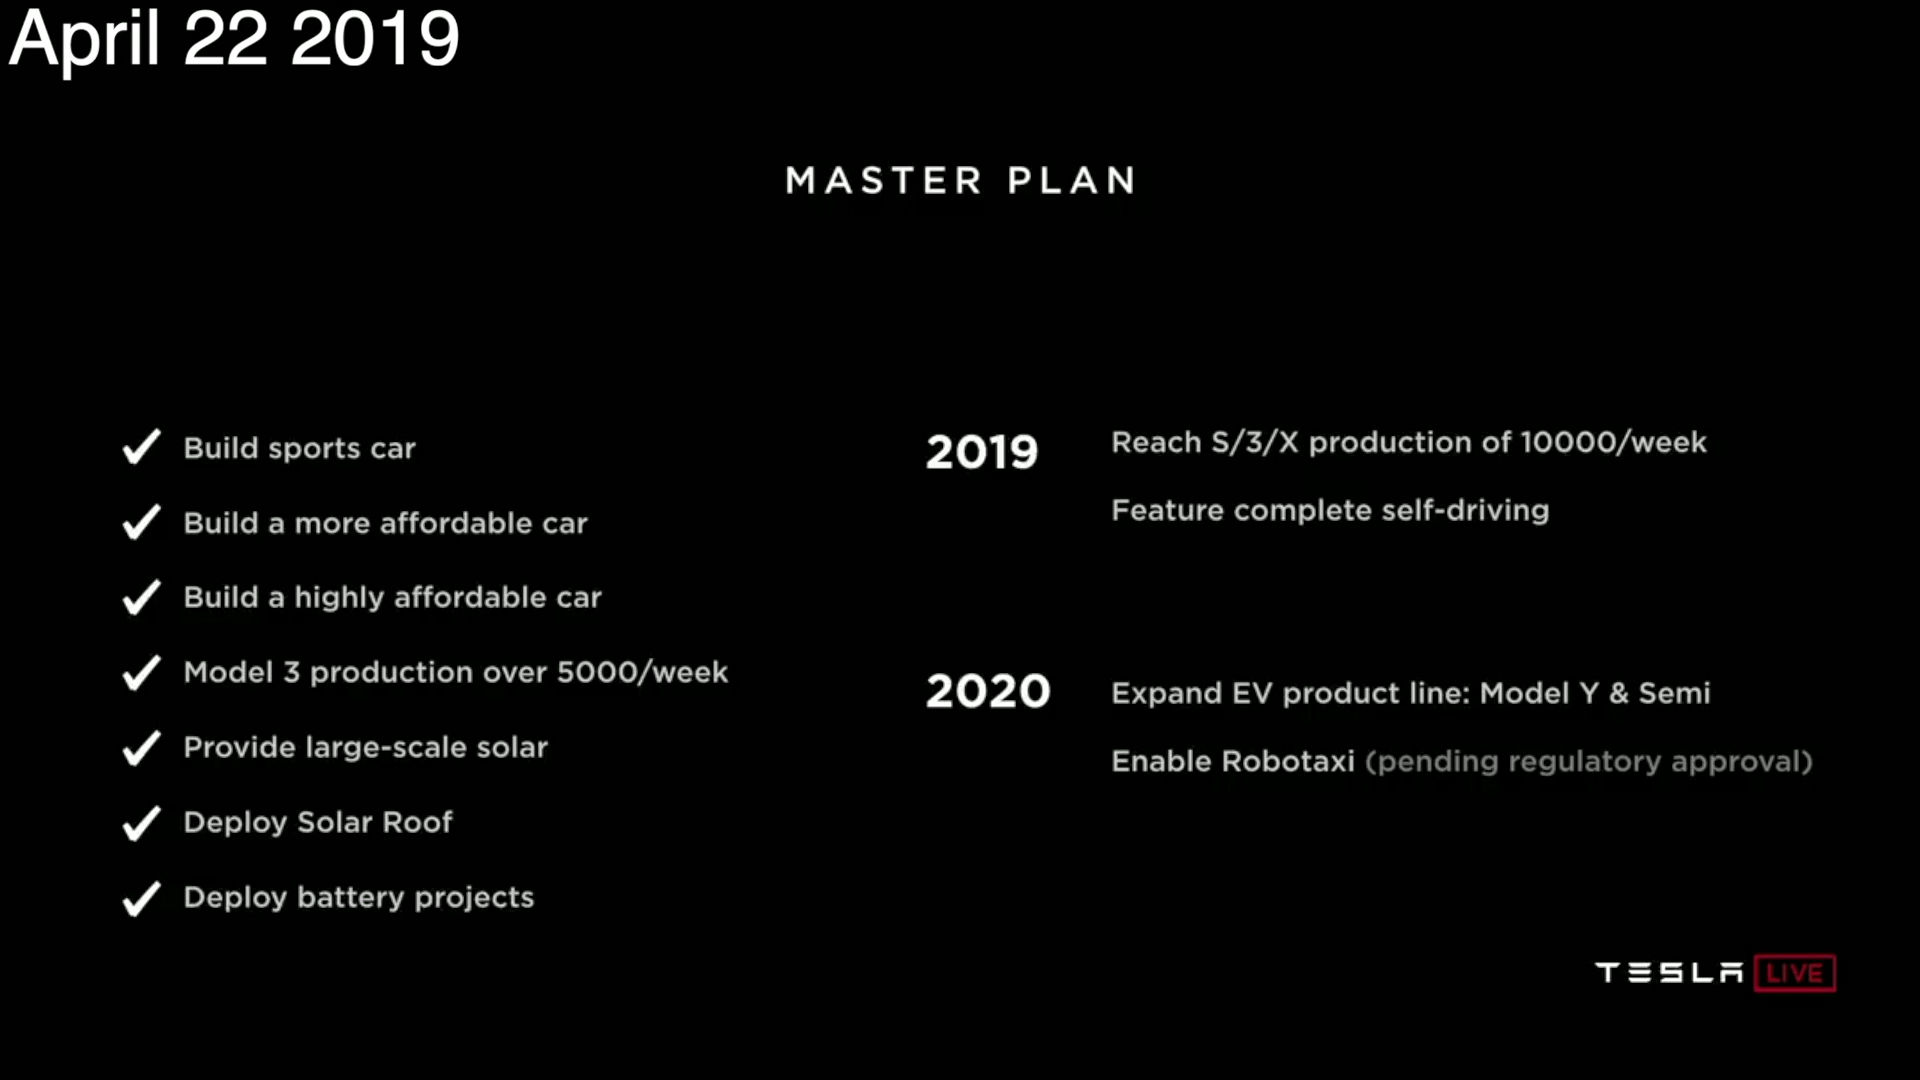 April 22 2019
MASTER PLAN
Build sports car
Build a more affordable car
Build a highly affordable car
Model 3 production over 5000/week
Provide large-scale solar
Deploy Solar Roof
Deploy battery projects
2019
Reach S/3/X production of 10000/week
Feature complete self-driving
2020
Expand EV product line: Model Y & Semi
Enable Robotaxi (pending regulatory approval)
TESLA LIVE